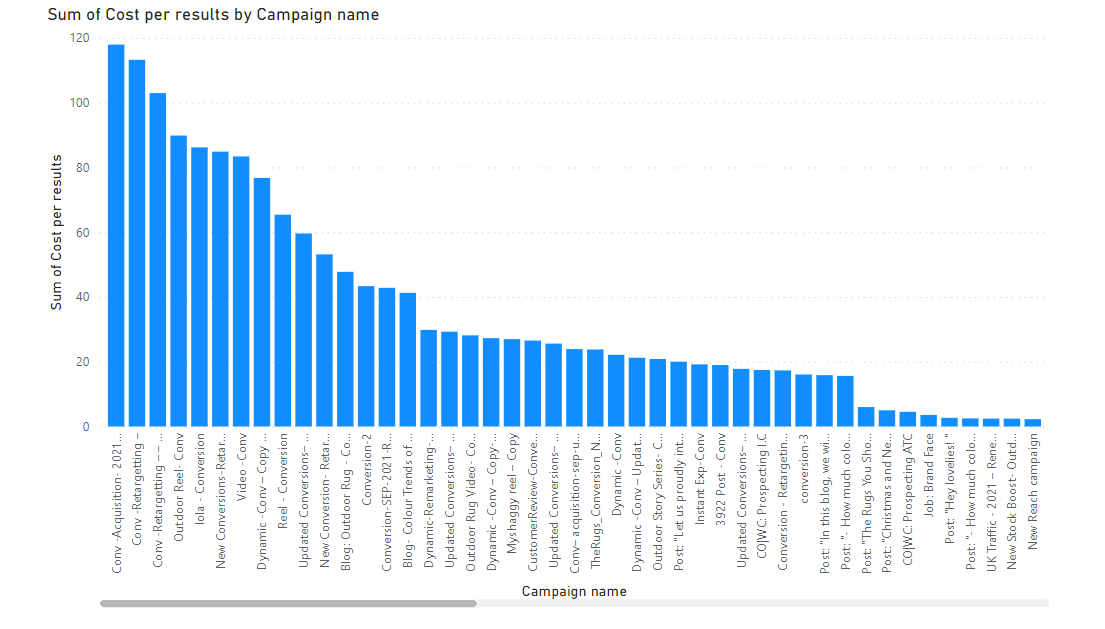 Sum of Cost per results by Campaign name
120
100
80
60
40
20
0
Sum of Cost per results
Conv -Acquisition- 2021...
Conv -Retargetting –
Conv -Retargetting – – ...
Outdoor Reel- Conv
Iola - Conversion
New Conversions-Retar...
Video -Conv
Dynamic -Conv – Copy ...
Reel - Conversion
Updated Conversions– ...
New Conversion- Retar...
Blog: Outdoor Rug - Co...
Conversion-2
Conversion-SEP-2021-R...
Blog- Colour Trends of ...
Dynamic-Remarketing-...
Updated Conversions– ...
Outdoor Rug Video- Co...
Dynamic -Conv – Copy-...
Myshaggy reel – Copy
CustomerReview-Conve...
Updated Conversions– ...
Conv– acquisition-sep-u...
TheRugs_Conversion_N...
Dynamic -Conv
Dynamic -Conv – Updat...
Outdoor Story Series- C...
Post: "Let us proudly int...
Instant Exp-Conv
3922 Post - Conv
Updated Conversions– ...
CO|WC: Prospecting I.C
Conversion - Retargetin...
conversion-3
Post: "In this blog, we wi...
Post: "- How much colo...
Post: "The Rugs You Sho...
Post: "Christmas and Ne...
CO|WC: Prospecting ATC
Job: Brand Face
Post: "Hey lovelies! "
Post: "- How much colo...
UK Traffic - 2021 – Rene...
New Stock Boost- Outd...
New Reach campaign
Campaign name